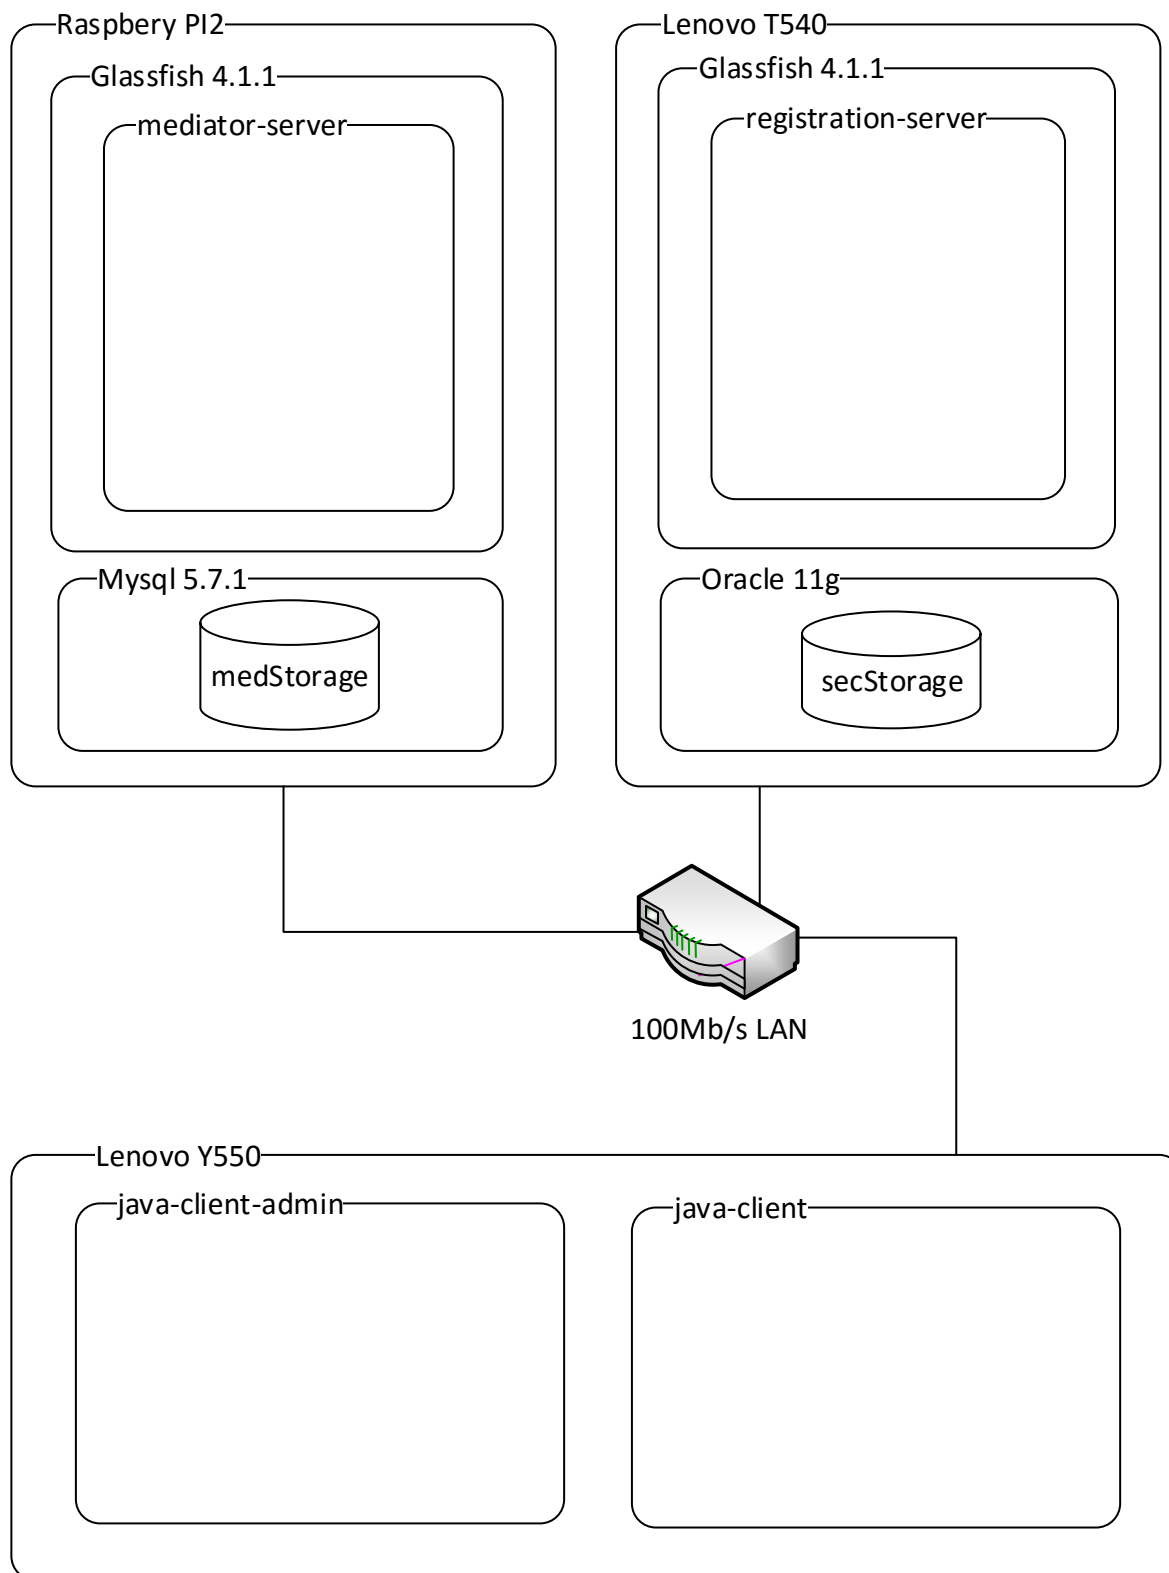 Raspbery PI2
Glassfish 4.1.1
mediator-server
Mysql 5.7.1
medStorage
Lenovo T540
Glassfish 4.1.1
registration-server
Oracle 11g
secStorage
100Mb/s LAN
Lenovo Y550
java-client-admin
java-client